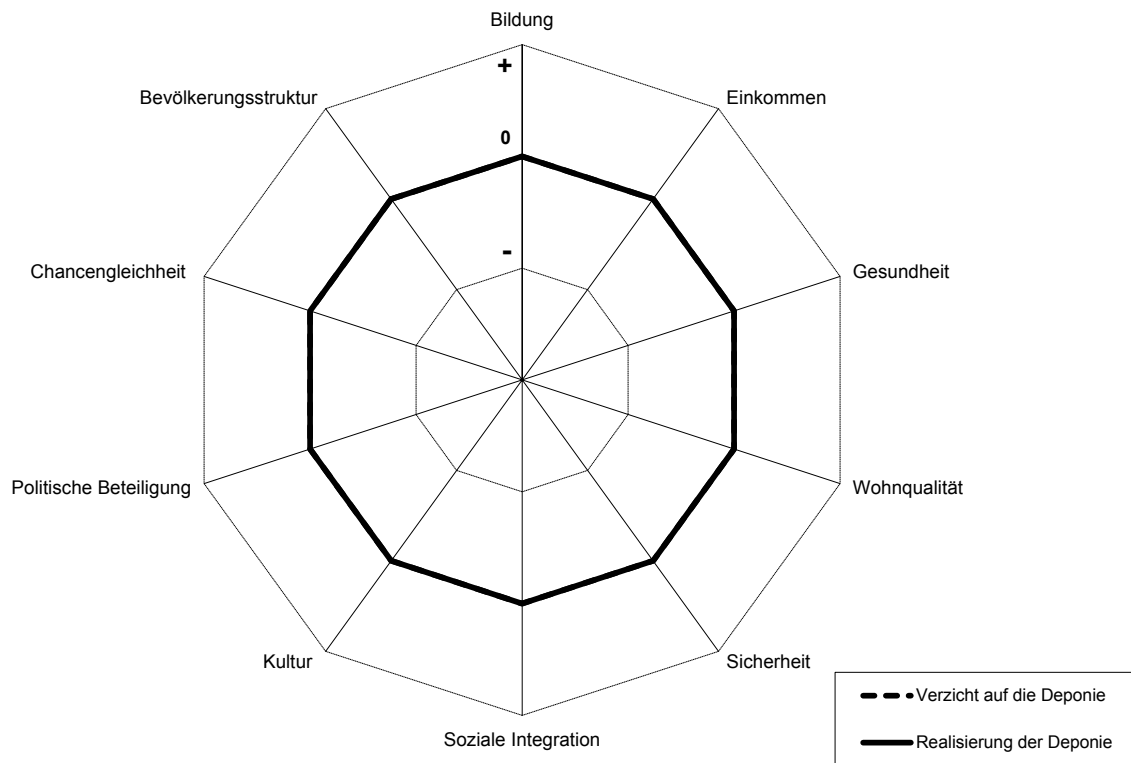 Bildung
+
Bevölkerungsstruktur
Einkommen
0
-
Chancengleichheit
Gesundheit
Politische Beteiligung
Wohnqualität
Kultur
Sicherheit
Soziale Integration
Verzicht auf die Deponie
Realisierung der Deponie